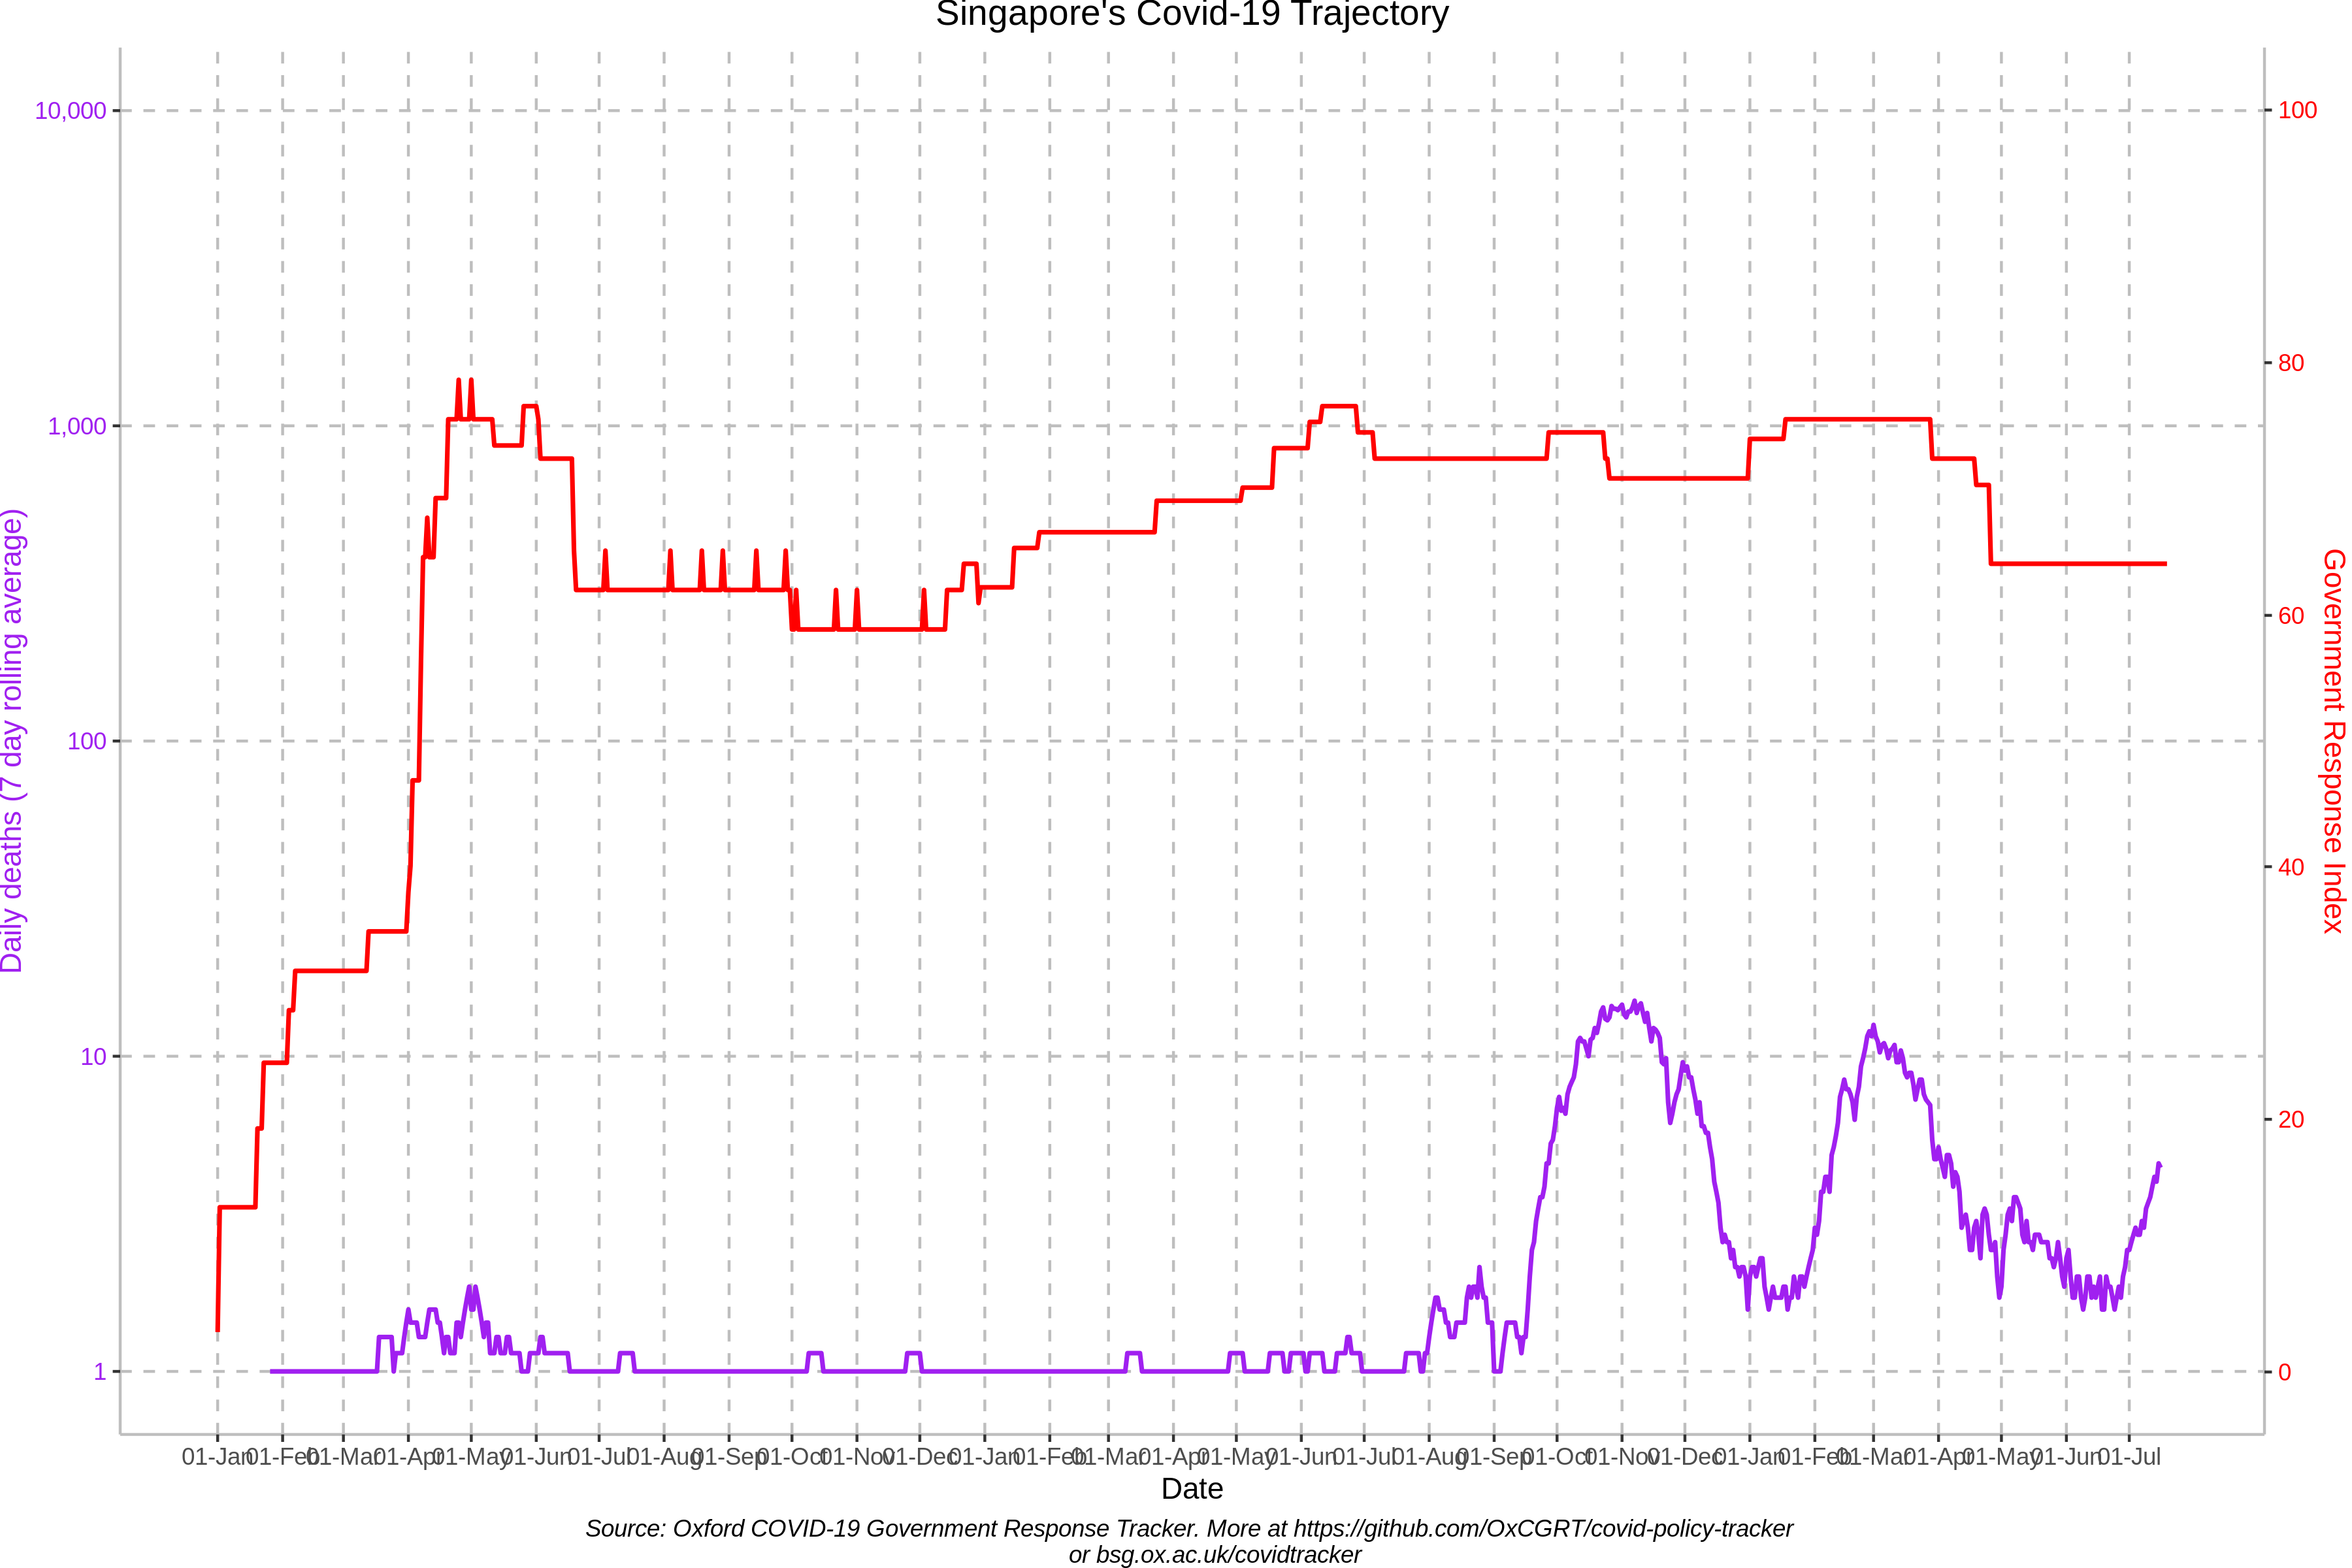 Singapore's Covid-19 Trajectory
10,000
1,000
100
10
1
Daily deaths (7 day rolling average)
100
80
60
40
20
0
Government Response Index
01-Jan 01-Feb 01-Mar 01-Apr 01-May 01-Jun 01-Jul 01-Aug 01-Sep 01-Oct 01-Nov 01-Dec 01-Jan 01-Feb 01-Mar 01-Apr 01-May 01-Jun 01-Jul 01-Aug 01-Sep 01-Oct 01-Nov 01-Dec 01-Jan 01-Feb 01-Mar 01-Apr 01-May 01-Jun 01-Jul
Date
Source: Oxford COVID-19 Government Response Tracker. More at https://github.com/OxCGRT/covid-policy-tracker
or bsg.ox.ac.uk/covidtracker